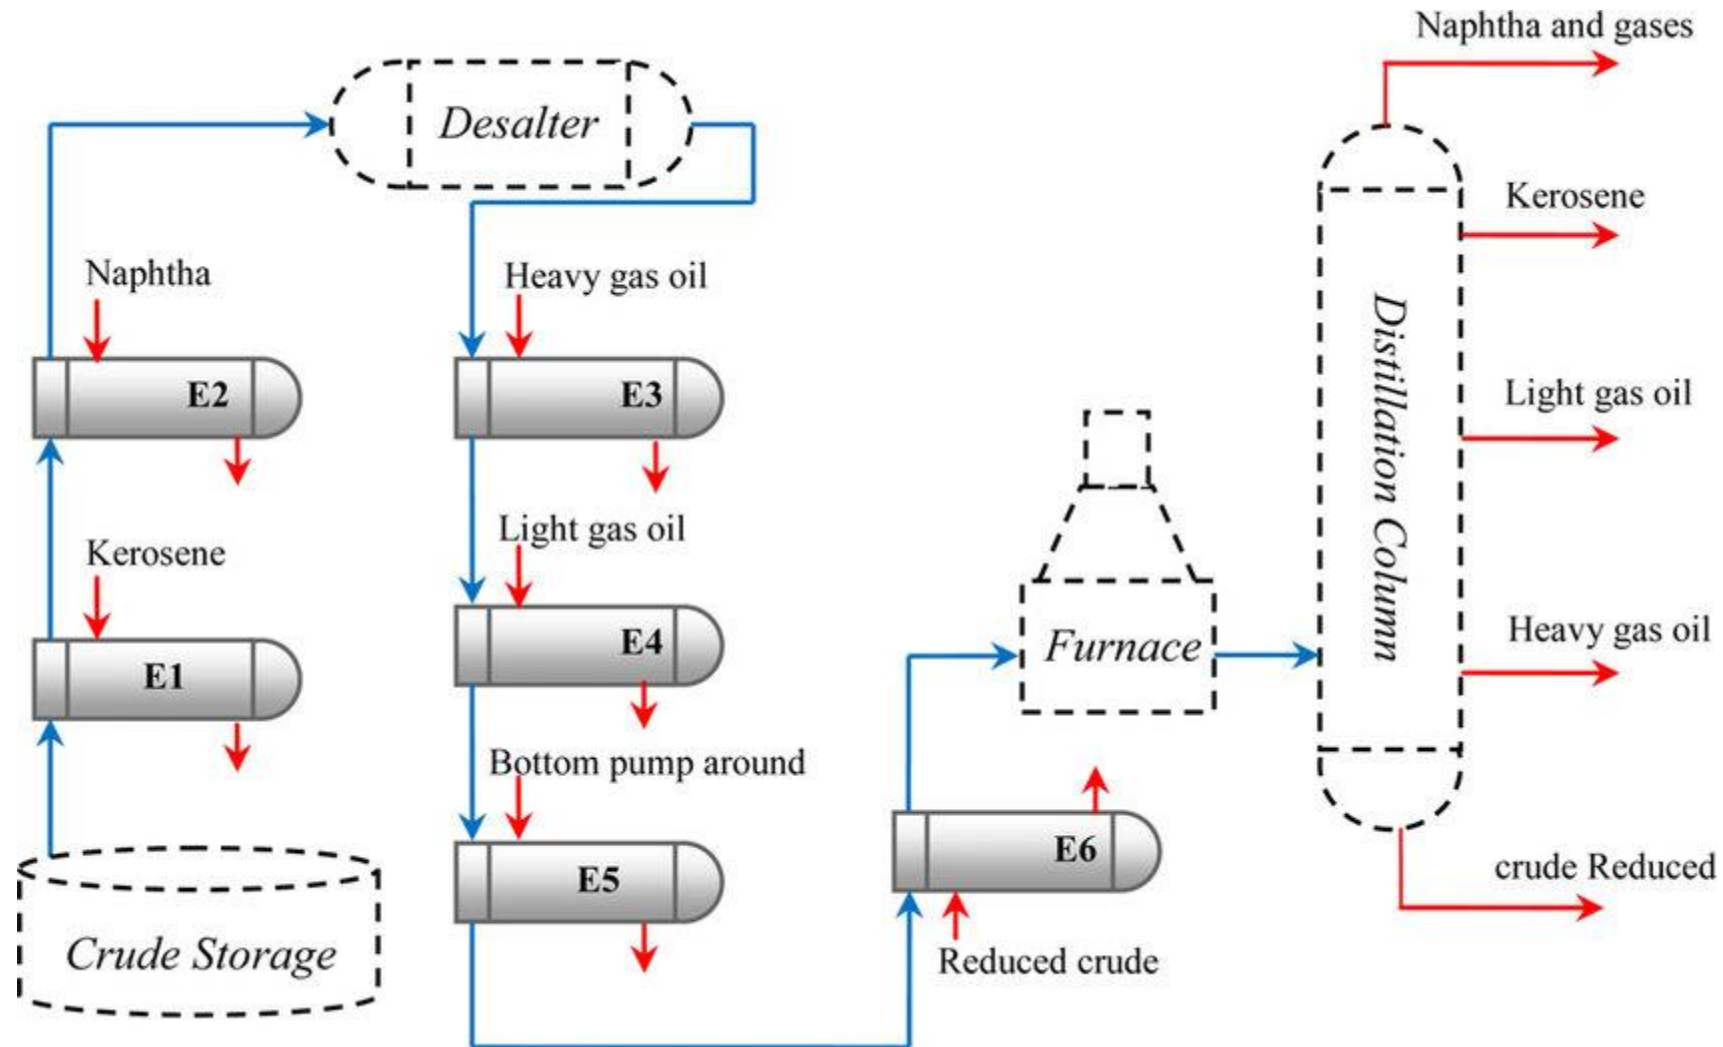 Naphtha and gases
Desalter
Kerosene
Naphtha
Heavy gas oil
Distillation Column
E2
E3
Light gas oil
Kerosene
Light gas oil
E1
E4
Furnace
Heavy gas oil
Bottom pump around
E5
E6
crude Reduced
Crude Storage
Reduced crude